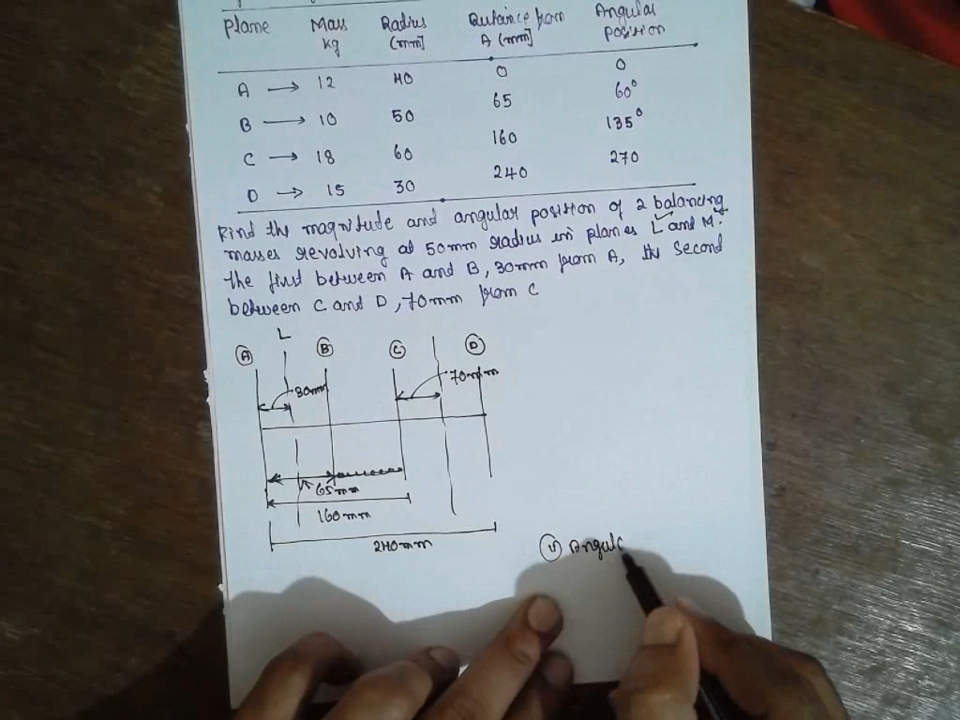 Plane Mass kg Radius [mm] Distance from A [mm] Angular position
A → 12 40 0 0
B → 10 50 65 60°
C → 18 60 160 135°
D → 15 30 240 270
Find the magnitude and angular position of 2 balancing
masses revolving at 50mm radius in planes L and M.
the first between A and B, 30mm from A, the second
between C and D, 70mm from C
L
A B C D
30mm 70mm
65mm
160mm
240mm
Angula